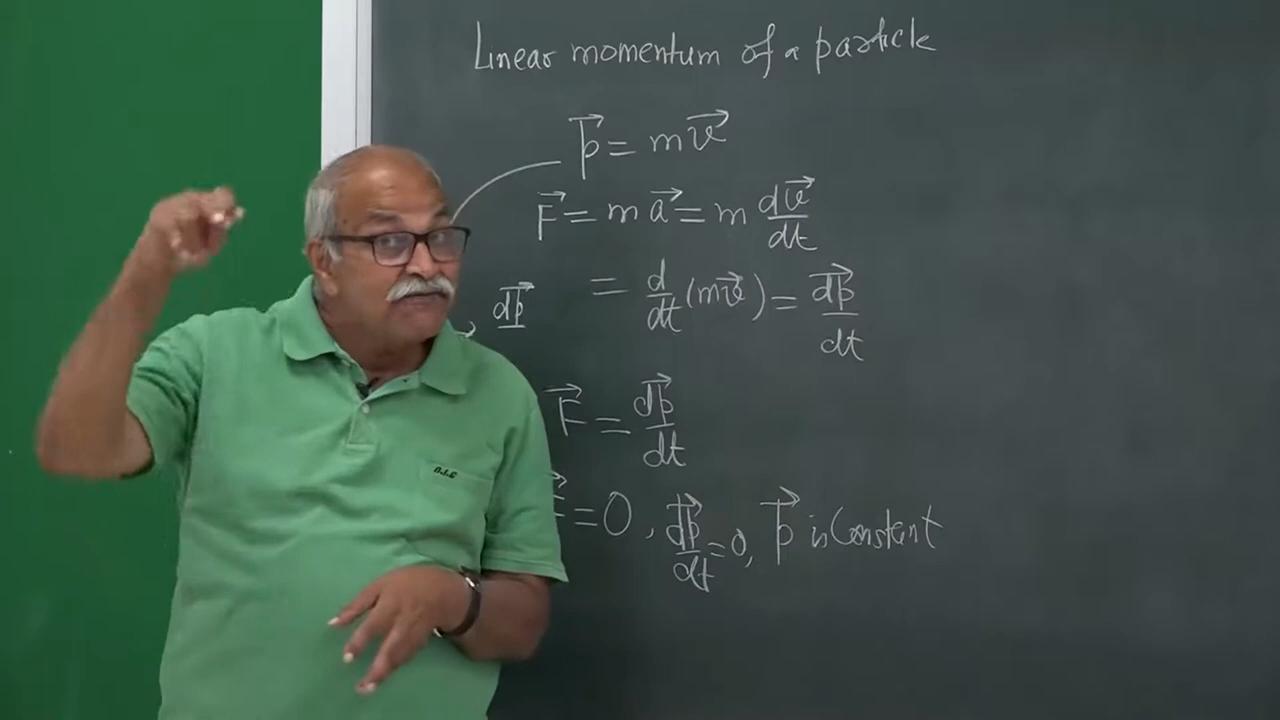 Linear momentum of a particle
p⃗ = mv⃗
F⃗ = ma⃗ = m dv⃗/dt
= d/dt (mv⃗) = dp⃗/dt
dp⃗
F⃗ = dp⃗/dt
= 0, dp⃗/dt = 0, p⃗ is Constant